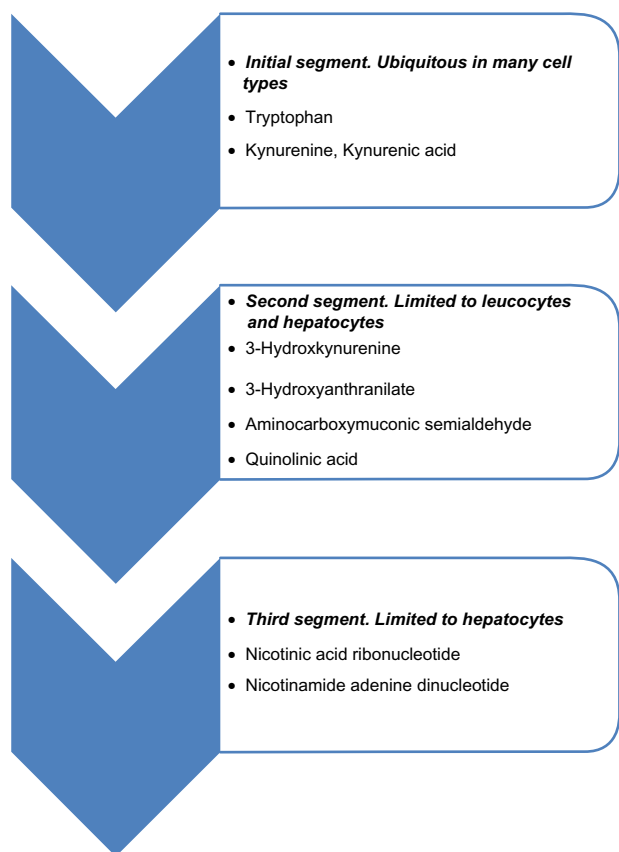 • Initial segment. Ubiquitous in many cell
types
• Tryptophan
• Kynurenine, Kynurenic acid
• Second segment. Limited to leucocytes
and hepatocytes
• 3-Hydroxkynurenine
• 3-Hydroxyanthranilate
• Aminocarboxymuconic semialdehyde
• Quinolinic acid
• Third segment. Limited to hepatocytes
• Nicotinic acid ribonucleotide
• Nicotinamide adenine dinucleotide